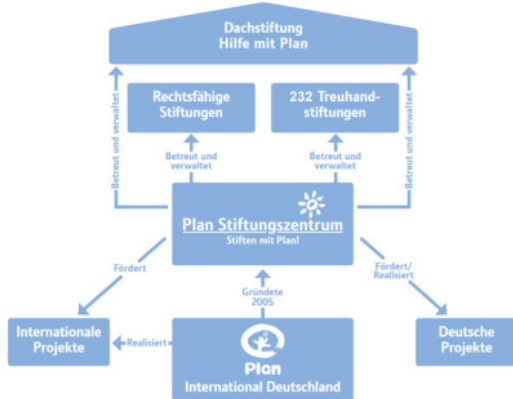 Dachstiftung
Hilfe mit Plan
Betreut und verwaltet
Rechtsfähige
Stiftungen
232 Treuhand-
stiftungen
Betreut und verwaltet
Betreut und
verwaltet
Betreut und
verwaltet
Plan Stiftungszentrum
Stiften mit Plan!
Fördert
Fördert/
Realisiert
Gründete
2005
Internationale
Projekte
Realisiert
Plan
International Deutschland
Deutsche
Projekte